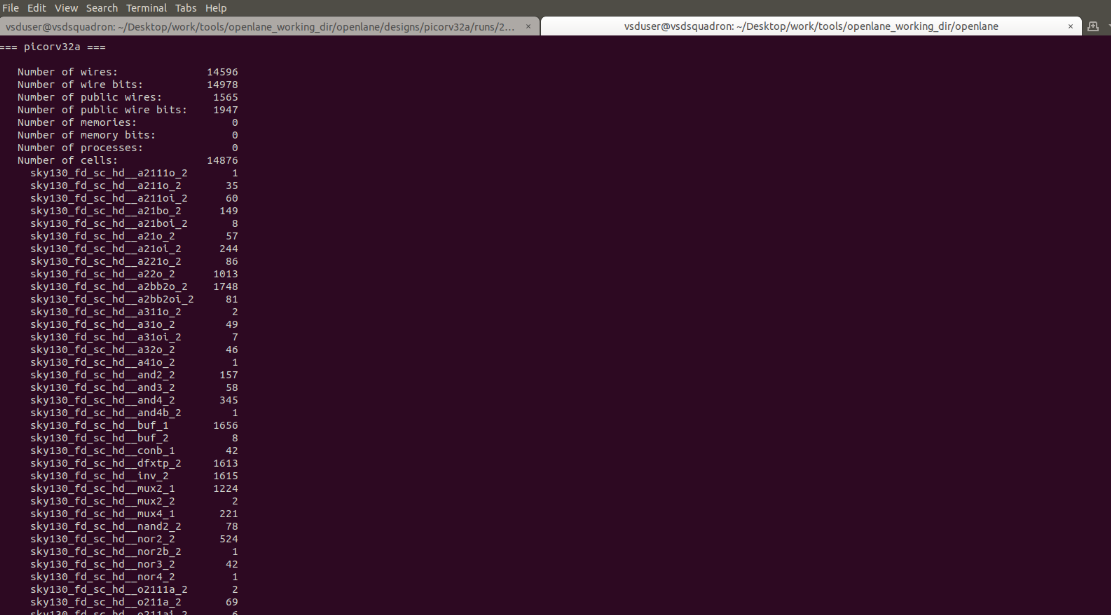 File Edit View Search Terminal Tabs Help
vsduser@vsdsquadron: ~/Desktop/work/tools/openlane_working_dir/openlane/designs/picorv32a/runs/2... × vsduser@vsdsquadron: ~/Desktop/work/tools/openlane_working_dir/openlane ×
=== picorv32a ===
Number of wires: 14596
Number of wire bits: 14978
Number of public wires: 1565
Number of public wire bits: 1947
Number of memories: 0
Number of memory bits: 0
Number of processes: 0
Number of cells: 14876
sky130_fd_sc_hd__a2111o_2 1
sky130_fd_sc_hd__a211o_2 35
sky130_fd_sc_hd__a211oi_2 60
sky130_fd_sc_hd__a21bo_2 149
sky130_fd_sc_hd__a21boi_2 8
sky130_fd_sc_hd__a21o_2 57
sky130_fd_sc_hd__a21oi_2 244
sky130_fd_sc_hd__a221o_2 86
sky130_fd_sc_hd__a22o_2 1013
sky130_fd_sc_hd__a2bb2o_2 1748
sky130_fd_sc_hd__a2bb2oi_2 81
sky130_fd_sc_hd__a311o_2 2
sky130_fd_sc_hd__a31o_2 49
sky130_fd_sc_hd__a31oi_2 7
sky130_fd_sc_hd__a32o_2 46
sky130_fd_sc_hd__a41o_2 1
sky130_fd_sc_hd__and2_2 157
sky130_fd_sc_hd__and3_2 58
sky130_fd_sc_hd__and4_2 345
sky130_fd_sc_hd__and4b_2 1
sky130_fd_sc_hd__buf_1 1656
sky130_fd_sc_hd__buf_2 8
sky130_fd_sc_hd__conb_1 42
sky130_fd_sc_hd__dfxtp_2 1613
sky130_fd_sc_hd__inv_2 1615
sky130_fd_sc_hd__mux2_1 1224
sky130_fd_sc_hd__mux2_2 2
sky130_fd_sc_hd__mux4_1 221
sky130_fd_sc_hd__nand2_2 78
sky130_fd_sc_hd__nor2_2 524
sky130_fd_sc_hd__nor2b_2 1
sky130_fd_sc_hd__nor3_2 42
sky130_fd_sc_hd__nor4_2 1
sky130_fd_sc_hd__o2111a_2 2
sky130_fd_sc_hd__o211a_2 69
sky130_fd_sc_hd__o211ai_2 6